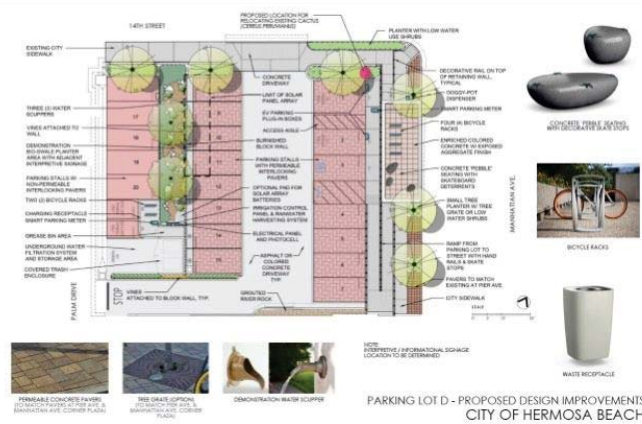 14TH STREET
PROPOSED LOCATION FOR
RELOCATING EXISTING CACTUS
(CEREUS PERUVIANUS)
PLANTER WITH LOW WATER
USE SHRUBS
EXISTING CITY
SIDEWALK
THREE (3) WATER
SCUPPERS
VINES ATTACHED TO
WALL
DEMONSTRATION
BIO-SWALE PLANTER
AREA WITH ADJACENT
INTERPRETIVE SIGNAGE
PARKING STALLS W/
NON-PERMEABLE
INTERLOCKING PAVERS
TWO (2) BICYCLE RACKS
CHARGING RECEPTACLE
SMART PARKING METER
GREASE BIN AREA
UNDERGROUND WATER
FILTRATION SYSTEM
AND STORAGE AREA
COVERED TRASH
ENCLOSURE
PALM DRIVE
STOP
VINES
ATTACHED TO BLOCK WALL, TYP.
CONCRETE
DRIVEWAY
LIMIT OF SOLAR
PANEL ARRAY
EV PARKING
PLUG-IN BOXES
ACCESS AISLE
BURNISHED
BLOCK WALL
PARKING STALLS
WITH PERMEABLE
INTERLOCKING
PAVERS
OPTIONAL PAD FOR
SOLAR ARRAY
BATTERIES
IRRIGATION CONTROL
PANEL & RAINWATER
HARVESTING SYSTEM
ELECTRICAL PANEL
AND PHOTOCELL
ASPHALT OR
COLORED
CONCRETE
DRIVEWAY TYP
GROUTED
RIVER ROCK
DECORATIVE RAIL ON TOP
OF RETAINING WALL,
TYPICAL
DOGGY-POT
DISPENSER
SMART PARKING METER
FOUR (4) BICYCLE
RACKS
ENRICHED COLORED
CONCRETE W/ EXPOSED
AGGREGATE FINISH
CONCRETE 'PEBBLE'
SEATING WITH
SKATEBOARD
DETERRENTS
SMALL TREE
PLANTER W/ TREE
GRATE OR LOW
WATER SHRUBS
RAMP FROM
PARKING LOT TO
STREET WITH HAND
RAILS & SKATE
STOPS
PAVERS TO MATCH
EXISTING AT PIER AVE.
CITY SIDEWALK
SCALE
MANHATTAN AVE.
CONCRETE 'PEBBLE' SEATING
WITH DECORATIVE SKATE STOPS
BICYCLE RACKS
WASTE RECEPTACLE
NOTE:
INTERPRETIVE / INFORMATIONAL SIGNAGE
LOCATION TO BE DETERMINED
PERMEABLE CONCRETE PAVERS
(TO MATCH PAVERS AT PIER AVE. &
MANHATTAN AVE. CORNER
PLAZA)
TREE GRATE (OPTION)
(TO MATCH PIER AVE. &
MANHATTAN AVE. CORNER
PLAZA)
DEMONSTRATION WATER SCUPPER
PARKING LOT D - PROPOSED DESIGN IMPROVEMENTS
CITY OF HERMOSA BEACH